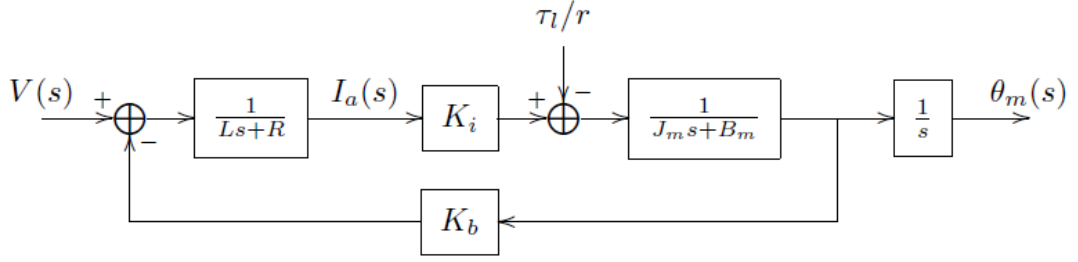 τ_l/r
V(s) + 1/(Ls+R) I_a(s) K_i + − 1/(J_m s+B_m) 1/s θ_m(s)
−
K_b